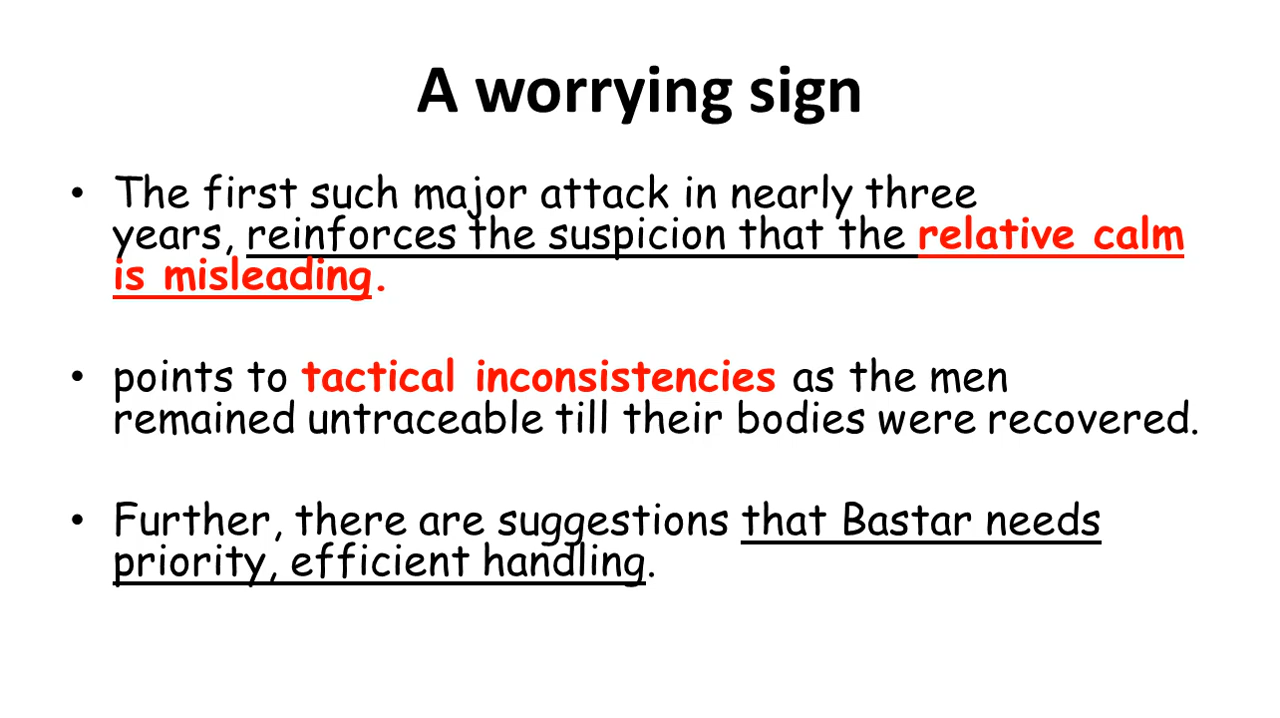 A worrying sign
• The first such major attack in nearly three
years, reinforces the suspicion that the relative calm
is misleading.
• points to tactical inconsistencies as the men
remained untraceable till their bodies were recovered.
• Further, there are suggestions that Bastar needs
priority, efficient handling.